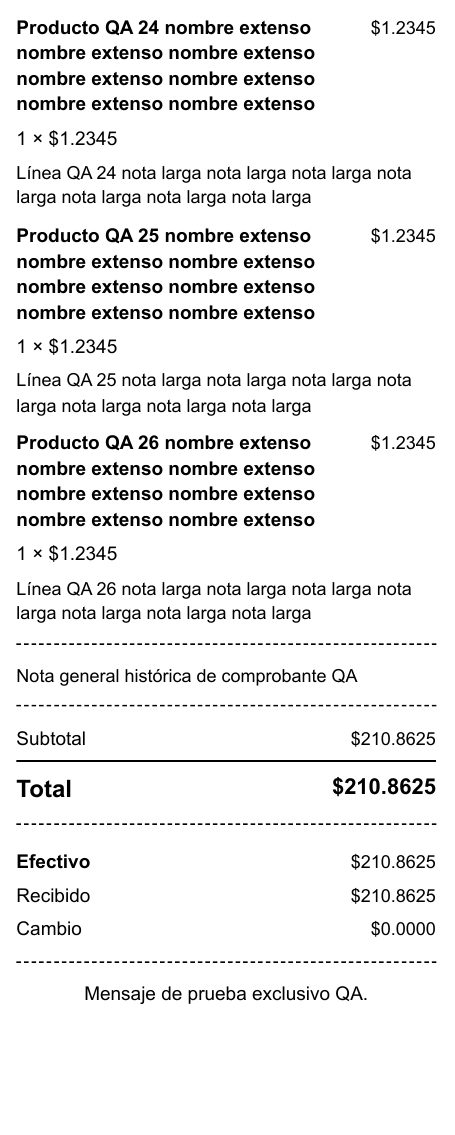 Producto QA 24 nombre extenso $1.2345
nombre extenso nombre extenso
nombre extenso nombre extenso
nombre extenso nombre extenso
1 × $1.2345
Línea QA 24 nota larga nota larga nota larga nota
larga nota larga nota larga nota larga
Producto QA 25 nombre extenso $1.2345
nombre extenso nombre extenso
nombre extenso nombre extenso
nombre extenso nombre extenso
1 × $1.2345
Línea QA 25 nota larga nota larga nota larga nota
larga nota larga nota larga nota larga
Producto QA 26 nombre extenso $1.2345
nombre extenso nombre extenso
nombre extenso nombre extenso
nombre extenso nombre extenso
1 × $1.2345
Línea QA 26 nota larga nota larga nota larga nota
larga nota larga nota larga nota larga
Nota general histórica de comprobante QA
Subtotal $210.8625
Total $210.8625
Efectivo $210.8625
Recibido $210.8625
Cambio $0.0000
Mensaje de prueba exclusivo QA.